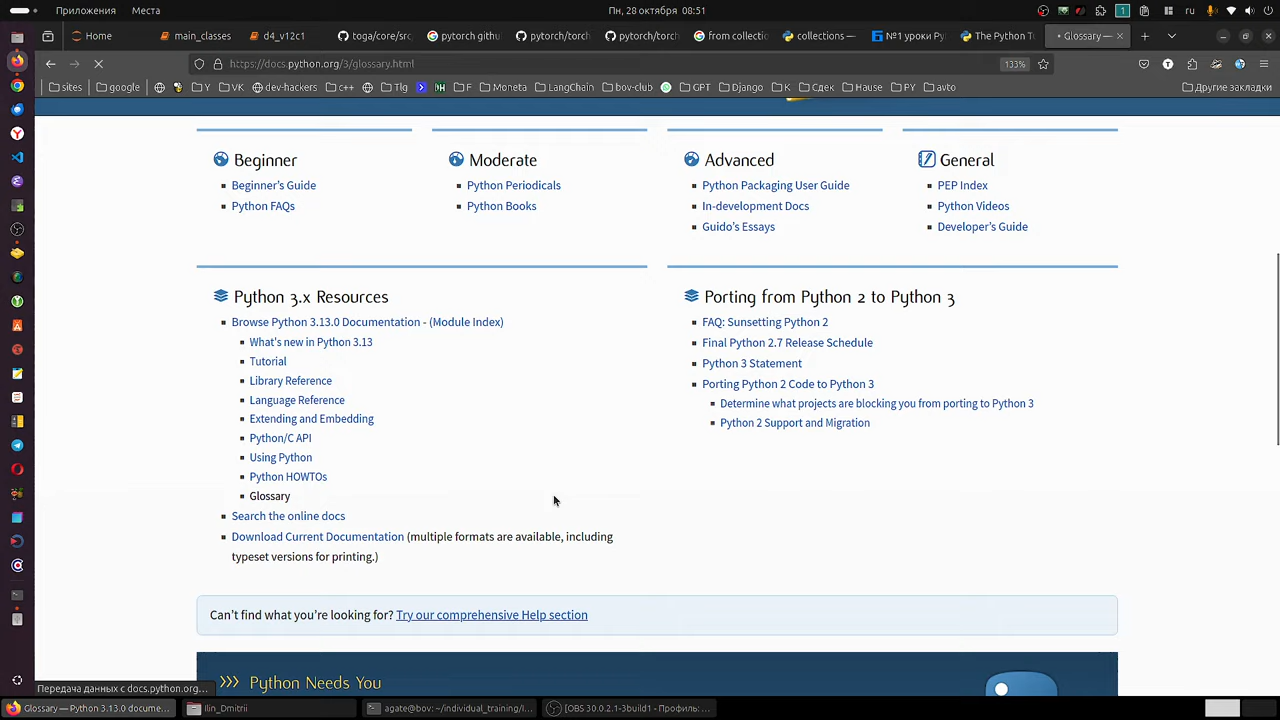 Приложения Места Пн, 28 октября 08:51 1 ru
Home main_classes d4_v12c1 toga/core/src, pytorch githu pytorch/torch pytorch/torch from collectio collections — №1 уроки Py The Python Tu Glossary —
https://docs.python.org/3/glossary.html 133%
sites google Y VK dev-hackers c++ Tlg F Moneta LangChain bov-club GPT Django K Сдек Hause PY avto Другие закладки
Beginner Moderate Advanced General
Beginner's Guide Python Periodicals Python Packaging User Guide PEP Index
Python FAQs Python Books In-development Docs Python Videos
Guido's Essays Developer's Guide
Python 3.x Resources Porting from Python 2 to Python 3
Browse Python 3.13.0 Documentation - (Module Index) FAQ: Sunsetting Python 2
What's new in Python 3.13 Final Python 2.7 Release Schedule
Tutorial Python 3 Statement
Library Reference Porting Python 2 Code to Python 3
Language Reference Determine what projects are blocking you from porting to Python 3
Extending and Embedding Python 2 Support and Migration
Python/C API
Using Python
Python HOWTOs
Glossary
Search the online docs
Download Current Documentation (multiple formats are available, including
typeset versions for printing.)
Can't find what you're looking for? Try our comprehensive Help section
>>> Python Needs You
Передача данных с docs.python.org…
Glossary — Python 3.13.0 docume… Ilin_Dmitrii agate@bov: ~/individual_training/I… [OBS 30.0.2.1-3build1 - Профиль: …